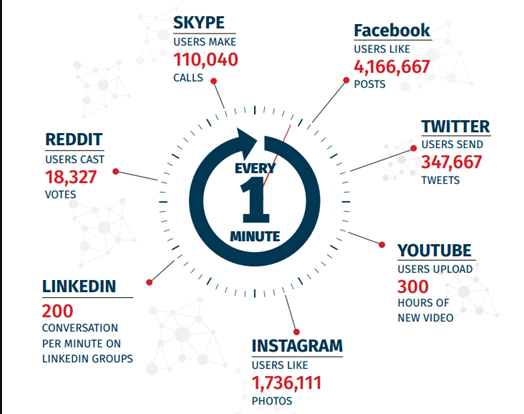 SKYPE
USERS MAKE
110,040
CALLS
Facebook
USERS LIKE
4,166,667
POSTS
TWITTER
USERS SEND
347,667
TWEETS
YOUTUBE
USERS UPLOAD
300
HOURS OF
NEW VIDEO
INSTAGRAM
USERS LIKE
1,736,111
PHOTOS
LINKEDIN
200
CONVERSATION
PER MINUTE ON
LINKEDIN GROUPS
REDDIT
USERS CAST
18,327
VOTES
EVERY
1
MINUTE